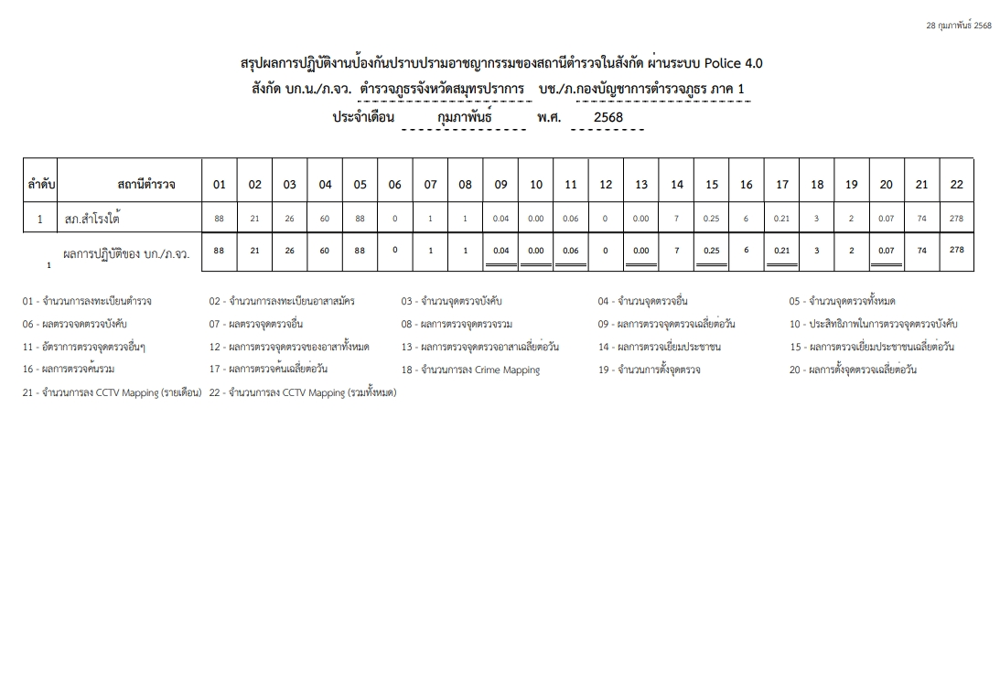 28 กุมภาพันธ์ 2568
สรุปผลการปฏิบัติงานป้องกันปราบปรามอาชญากรรมของสถานีตำรวจในสังกัด ผ่านระบบ Police 4.0
สังกัด บก.น./ภ.จว. ตำรวจภูธรจังหวัดสมุทรปราการ บช./ภ.กองบัญชาการตำรวจภูธร ภาค 1
ประจำเดือน กุมภาพันธ์ พ.ศ. 2568
ลำดับ สถานีตำรวจ 01 02 03 04 05 06 07 08 09 10 11 12 13 14 15 16 17 18 19 20 21 22
1 สภ.สำโรงใต้ 88 21 26 60 88 0 1 1 0.04 0.00 0.06 0 0.00 7 0.25 6 0.21 3 2 0.07 74 278
ผลการปฏิบัติของ บก./ภ.จว. 88 21 26 60 88 0 1 1 0.04 0.00 0.06 0 0.00 7 0.25 6 0.21 3 2 0.07 74 278
1
01 - จำนวนการลงทะเบียนตำรวจ 02 - จำนวนการลงทะเบียนอาสาสมัคร 03 - จำนวนจุดตรวจบังคับ 04 - จำนวนจุดตรวจอื่น 05 - จำนวนจุดตรวจทั้งหมด
06 - ผลตรวจจดตรวจบังคับ 07 - ผลตรวจจุดตรวจอื่น 08 - ผลการตรวจจุดตรวจรวม 09 - ผลการตรวจจุดตรวจเฉลี่ยต่อวัน 10 - ประสิทธิภาพในการตรวจจุดตรวจบังคับ
11 - อัตราการตรวจจุดตรวจอื่นๆ 12 - ผลการตรวจจุดตรวจของอาสาทั้งหมด 13 - ผลการตรวจจุดตรวจอาสาเฉลี่ยต่อวัน 14 - ผลการตรวจเยี่ยมประชาชน 15 - ผลการตรวจเยี่ยมประชาชนเฉลี่ยต่อวัน
16 - ผลการตรวจค้นรวม 17 - ผลการตรวจค้นเฉลี่ยต่อวัน 18 - จำนวนการลง Crime Mapping 19 - จำนวนการตั้งจุดตรวจ 20 - ผลการตั้งจุดตรวจเฉลี่ยต่อวัน
21 - จำนวนการลง CCTV Mapping (รายเดือน) 22 - จำนวนการลง CCTV Mapping (รวมทั้งหมด)